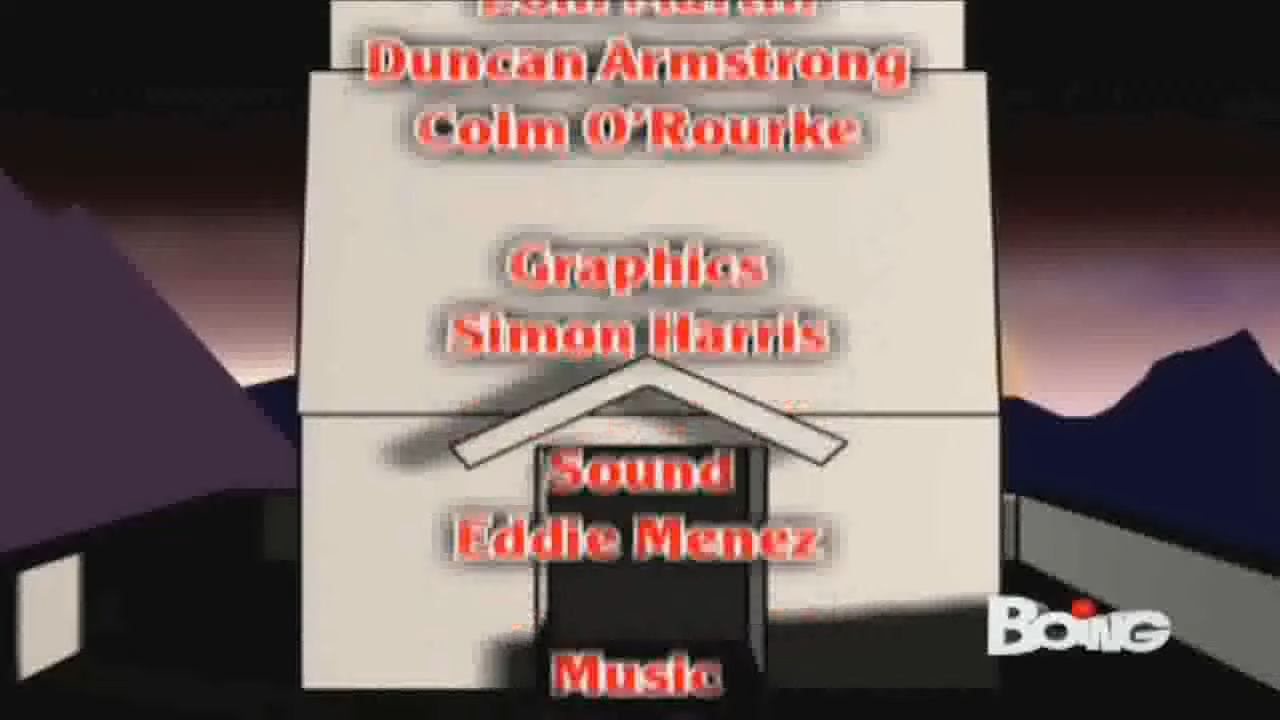 Duncan Armstrong
Colm O'Rourke
Graphics
Simon Harris
Sound
Eddie Menez
Music
BOING